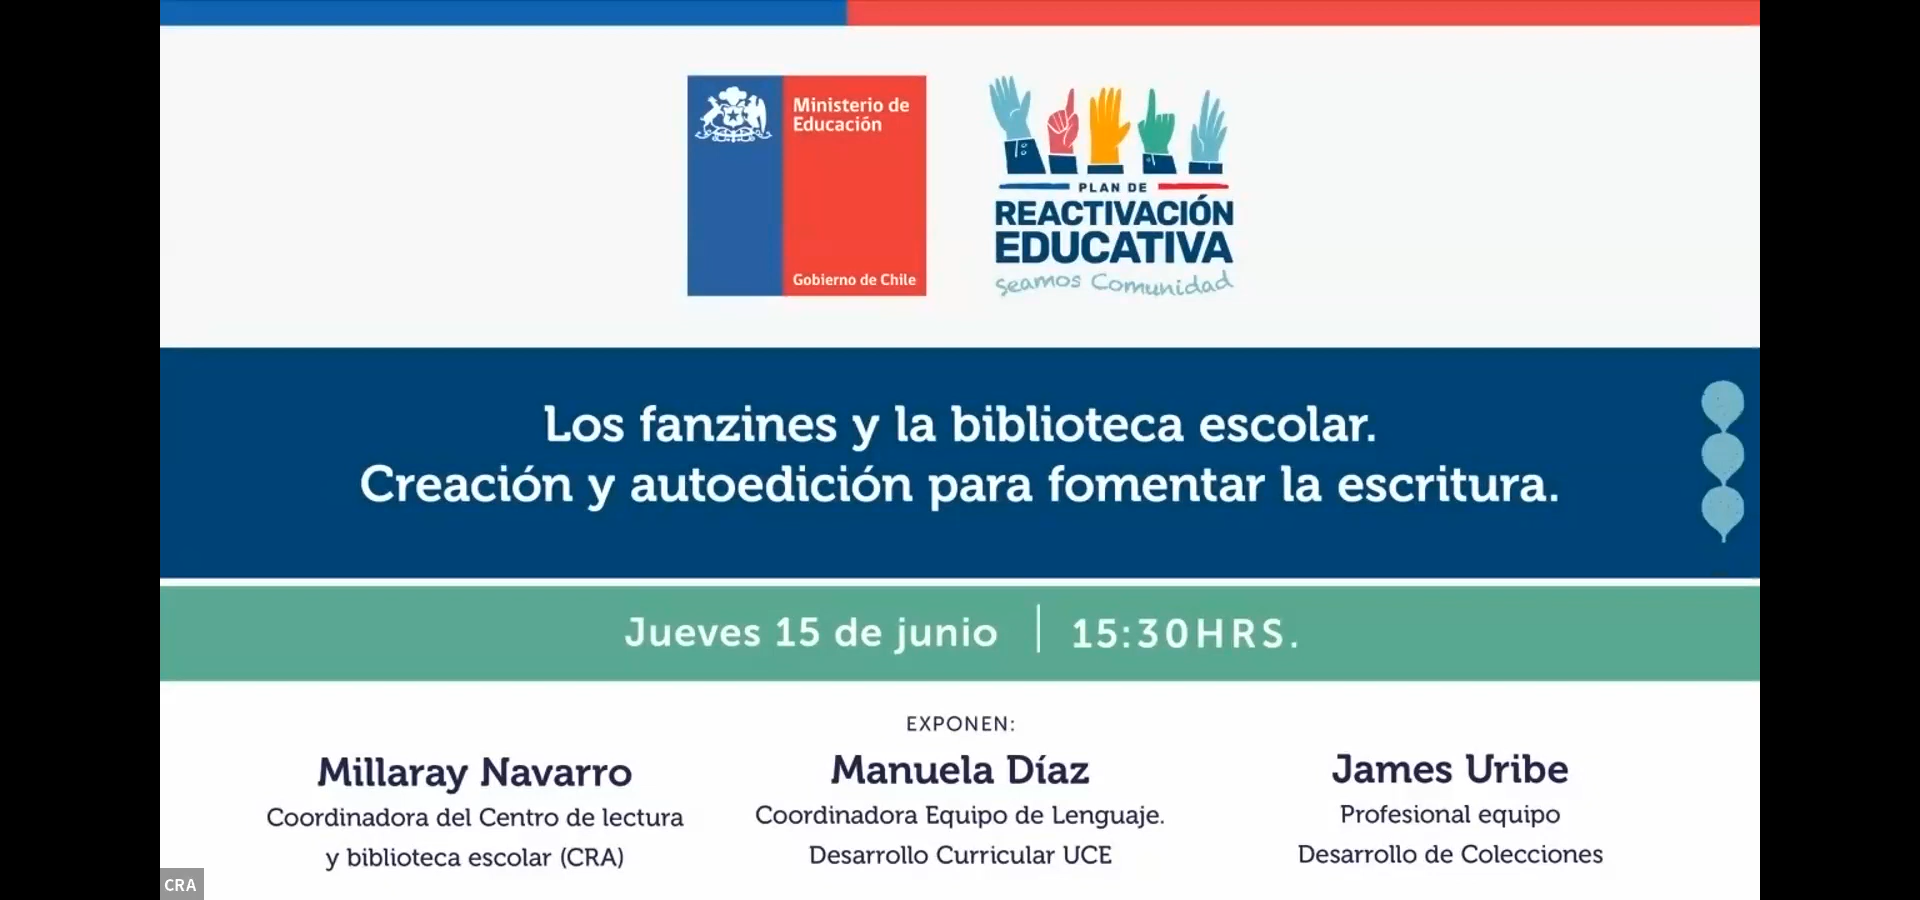 Ministerio de
Educación
Gobierno de Chile
PLAN DE
REACTIVACIÓN
EDUCATIVA
Seamos Comunidad
Los fanzines y la biblioteca escolar.
Creación y autoedición para fomentar la escritura.
Jueves 15 de junio | 15:30HRS.
EXPONEN:
Millaray Navarro
Coordinadora del Centro de lectura
y biblioteca escolar (CRA)
Manuela Díaz
Coordinadora Equipo de Lenguaje.
Desarrollo Curricular UCE
James Uribe
Profesional equipo
Desarrollo de Colecciones
CRA